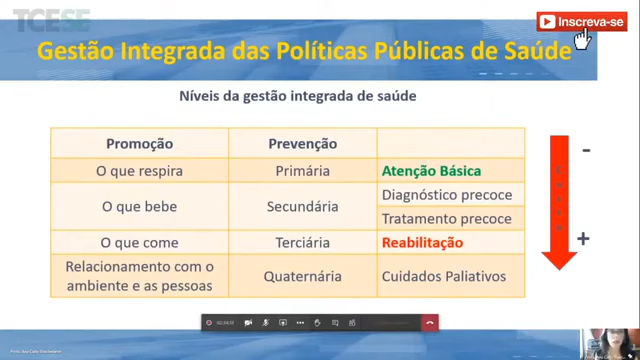 TCESE
Inscreva-se
Gestão Integrada das Políticas Públicas de Saúde
Níveis da gestão integrada de saúde
Promoção Prevenção
O que respira Primária Atenção Básica
O que bebe Secundária Diagnóstico precoce
Tratamento precoce
O que come Terciária Reabilitação
Relacionamento com o
ambiente e as pessoas Quaternária Cuidados Paliativos
-
+